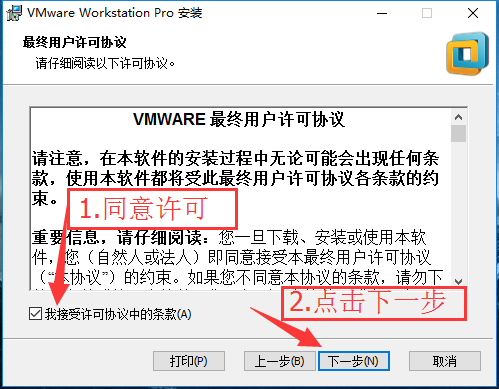 VMware Workstation Pro 安装
最终用户许可协议
请仔细阅读以下许可协议。
VMWARE 最终用户许可协议
请注意，在本软件的安装过程中无论可能会出现任何条
款，使用本软件都将受此最终用户许可协议各条款的约
束。
1.同意许可
重要信息，请仔细阅读：您一旦下载、安装或使用本软
件，您（自然人或法人）即同意接受本最终用户许可协议
（“本协议”）的约束。如果您不同意本协议的条款，请勿下
2.点击下一步
我接受许可协议中的条款(A)
打印(P)
上一步(B)
下一步(N)
取消